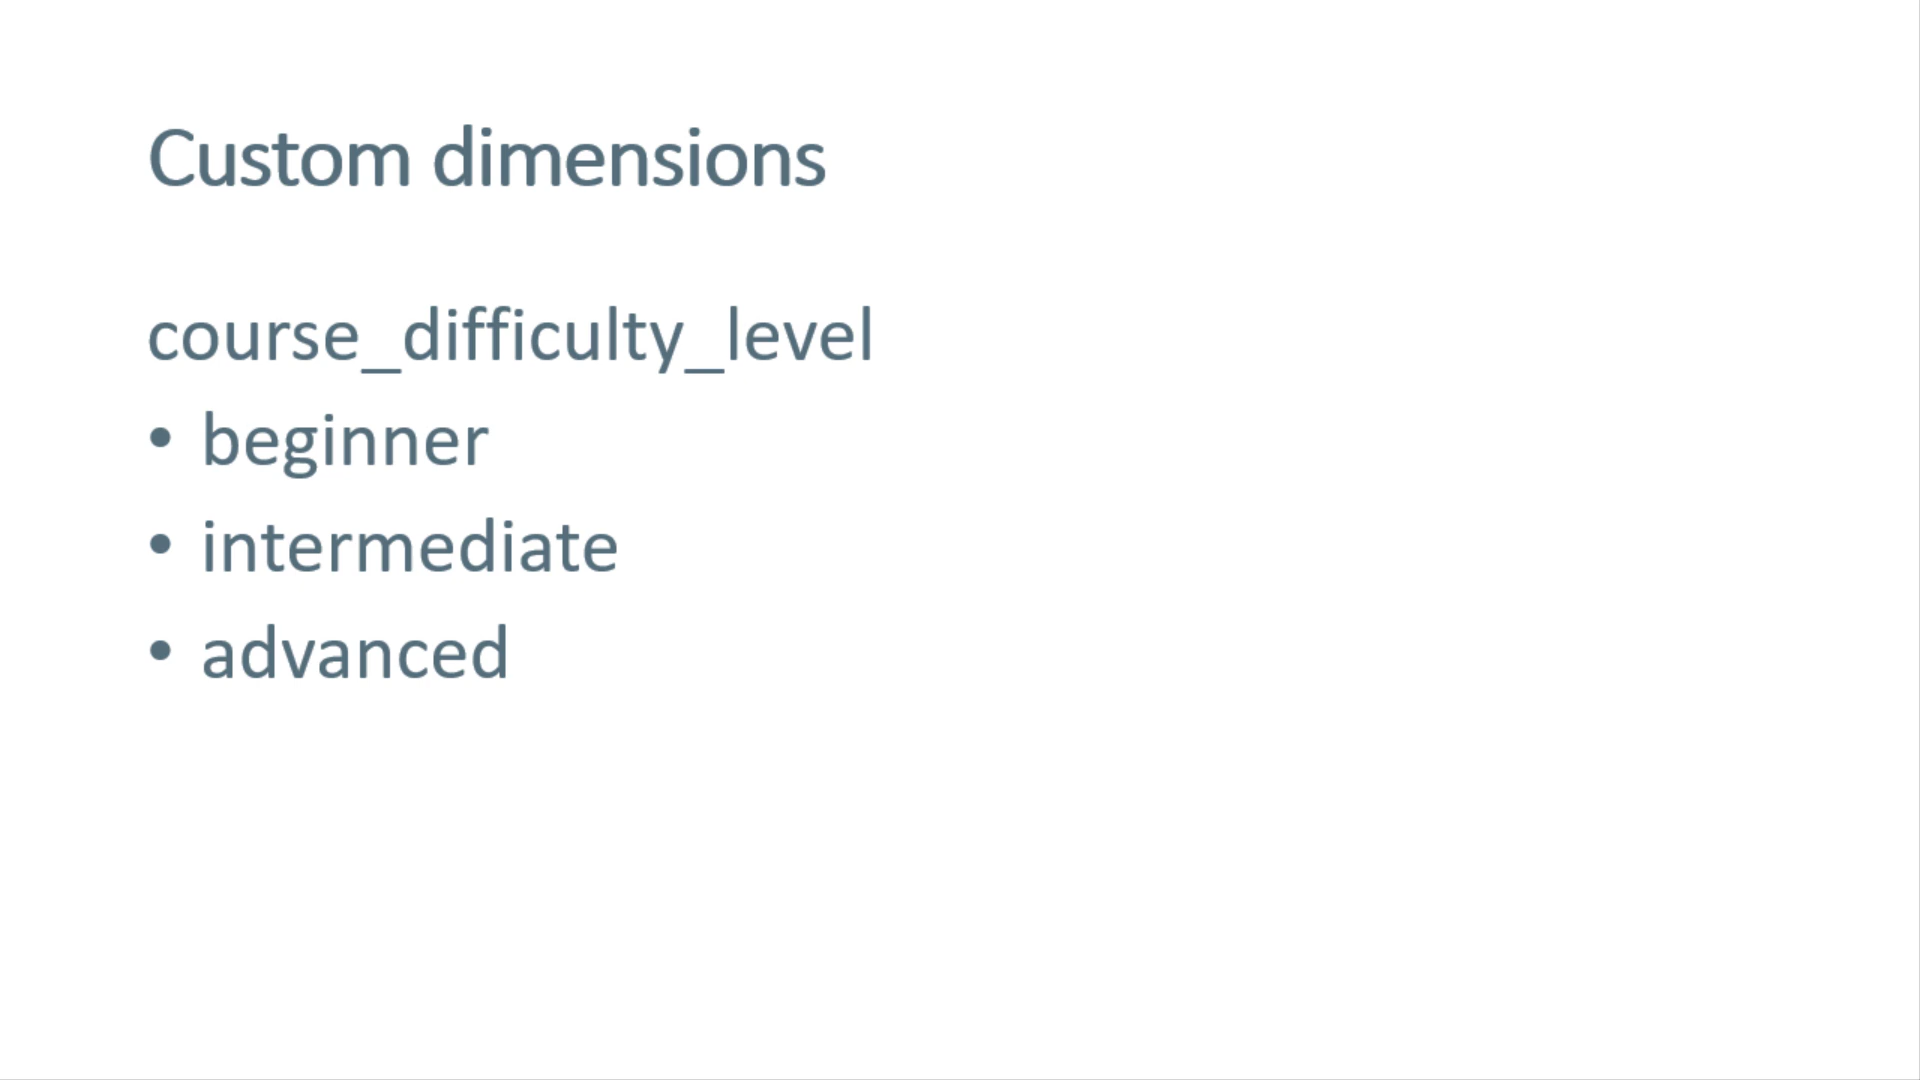 Custom dimensions
course_difficulty_level
• beginner
• intermediate
• advanced